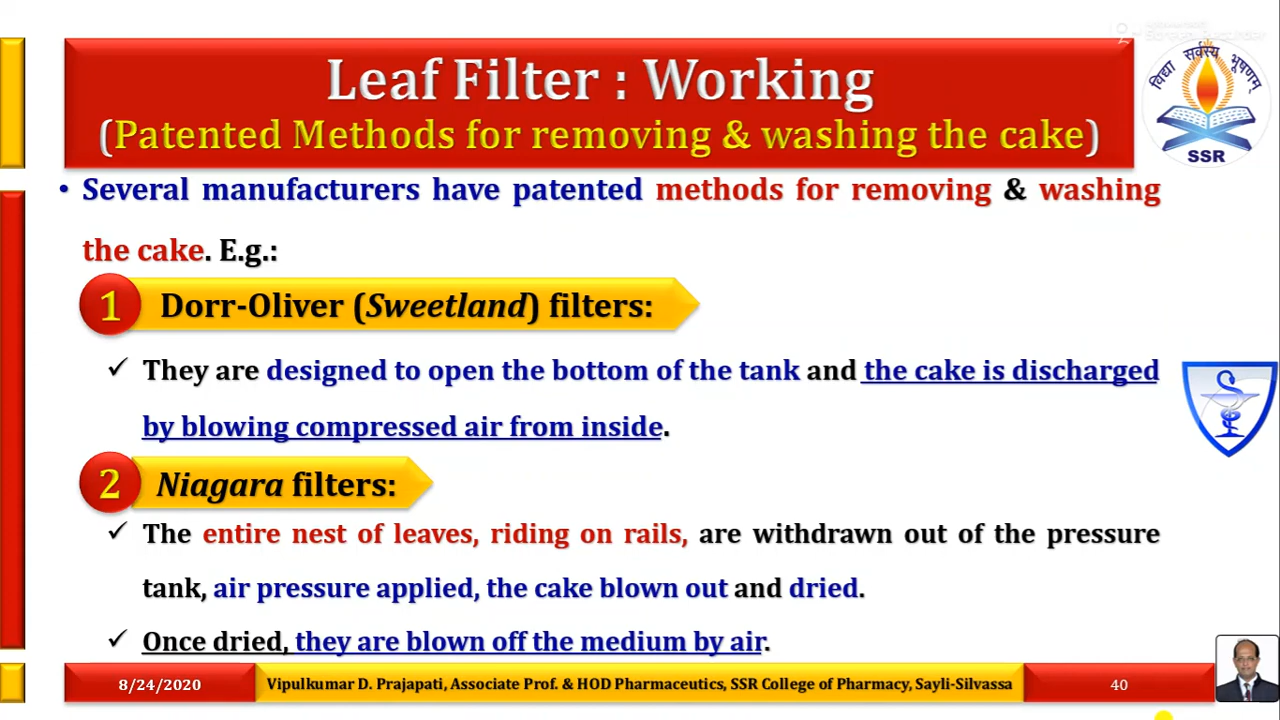 Leaf Filter : Working
(Patented Methods for removing & washing the cake)
विद्या सर्वस्य भूषणम्
SSR
• Several manufacturers have patented methods for removing & washing
the cake. E.g.:
1 Dorr-Oliver (Sweetland) filters:
✓ They are designed to open the bottom of the tank and the cake is discharged
by blowing compressed air from inside.
2 Niagara filters:
✓ The entire nest of leaves, riding on rails, are withdrawn out of the pressure
tank, air pressure applied, the cake blown out and dried.
✓ Once dried, they are blown off the medium by air.
8/24/2020 Vipulkumar D. Prajapati, Associate Prof. & HOD Pharmaceutics, SSR College of Pharmacy, Sayli-Silvassa 40